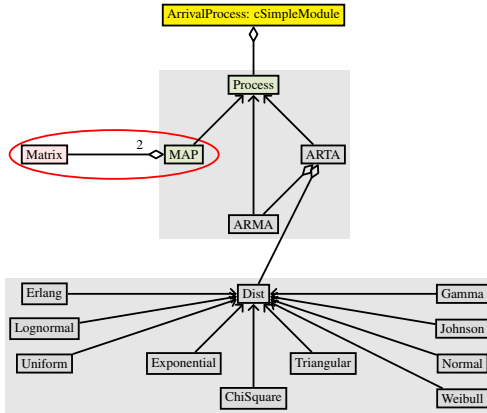 ArrivalProcess: cSimpleModule
Process
2
Matrix
MAP
ARTA
ARMA
Erlang
Dist
Gamma
Lognormal
Johnson
Uniform
Exponential
Triangular
Normal
ChiSquare
Weibull